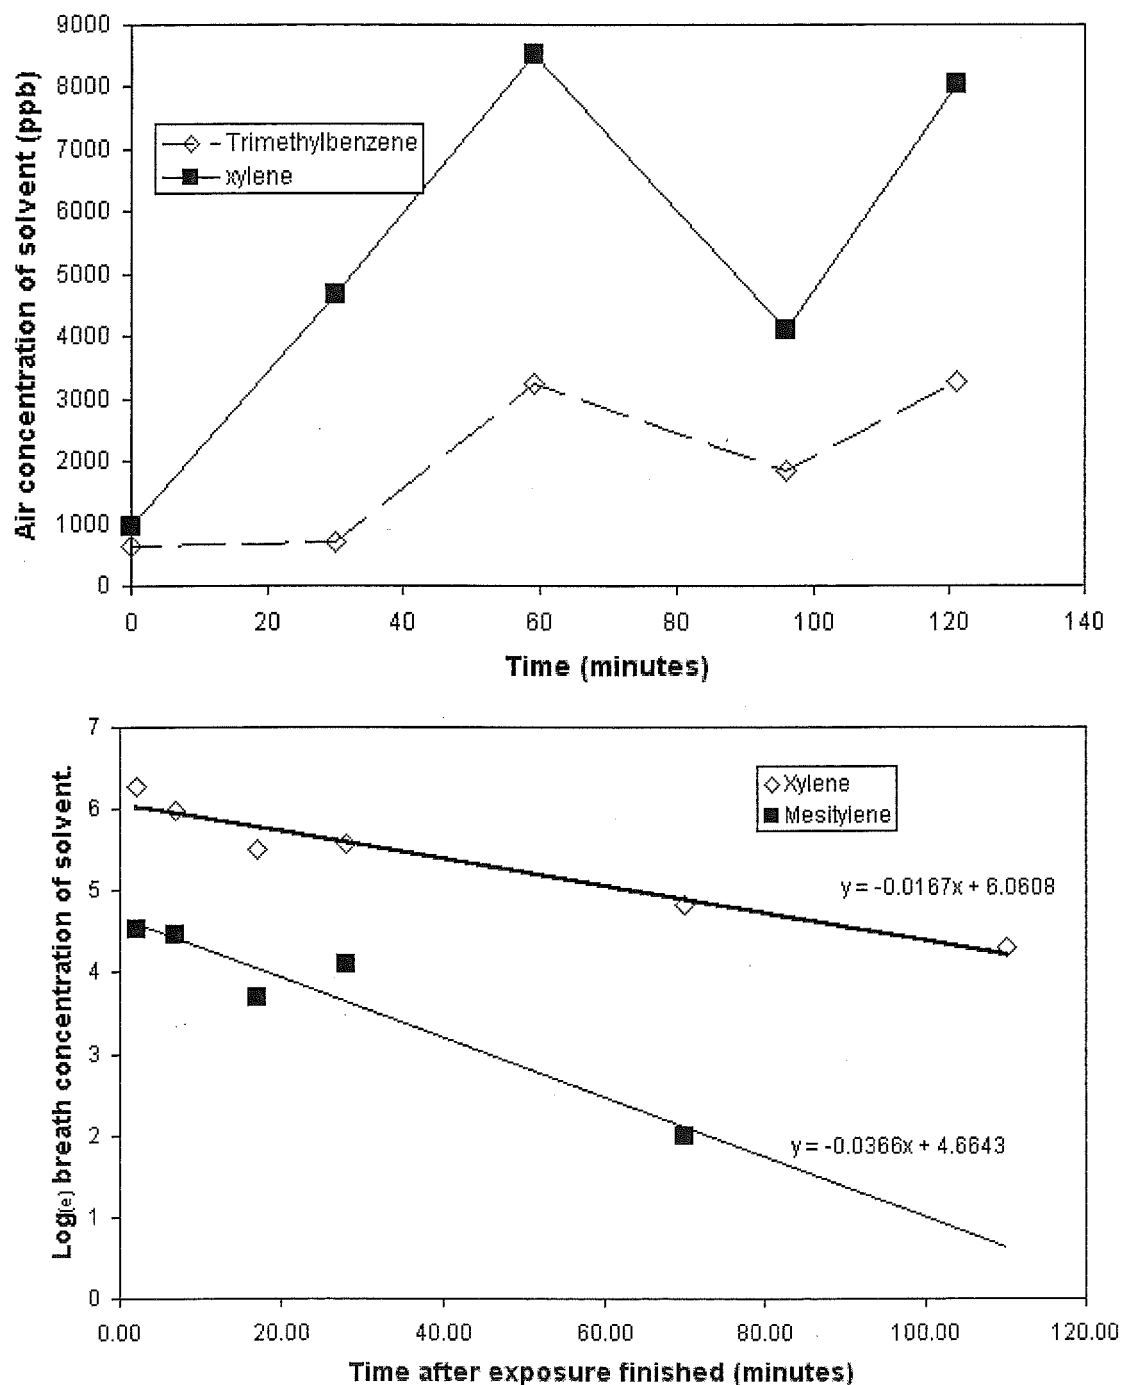 Air concentration of solvent (ppb)
9000
8000
7000
6000
5000
4000
3000
2000
1000
0
Trimethylbenzene
xylene
0 20 40 60 80 100 120 140
Time (minutes)
Log(e) breath concentration of solvent.
7
6
5
4
3
2
1
0
Xylene
Mesitylene
y = -0.0167x + 6.0608
y = -0.0366x + 4.6643
0.00 20.00 40.00 60.00 80.00 100.00 120.00
Time after exposure finished (minutes)